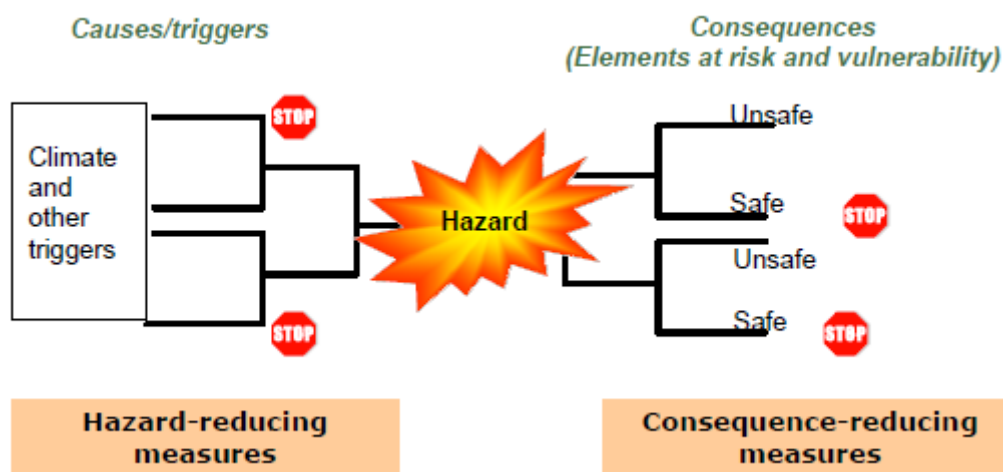 Causes/triggers
Consequences
(Elements at risk and vulnerability)
STOP
Unsafe
Climate
and
other
triggers
Hazard
Safe
STOP
Unsafe
STOP
Safe
STOP
Hazard-reducing
measures
Consequence-reducing
measures